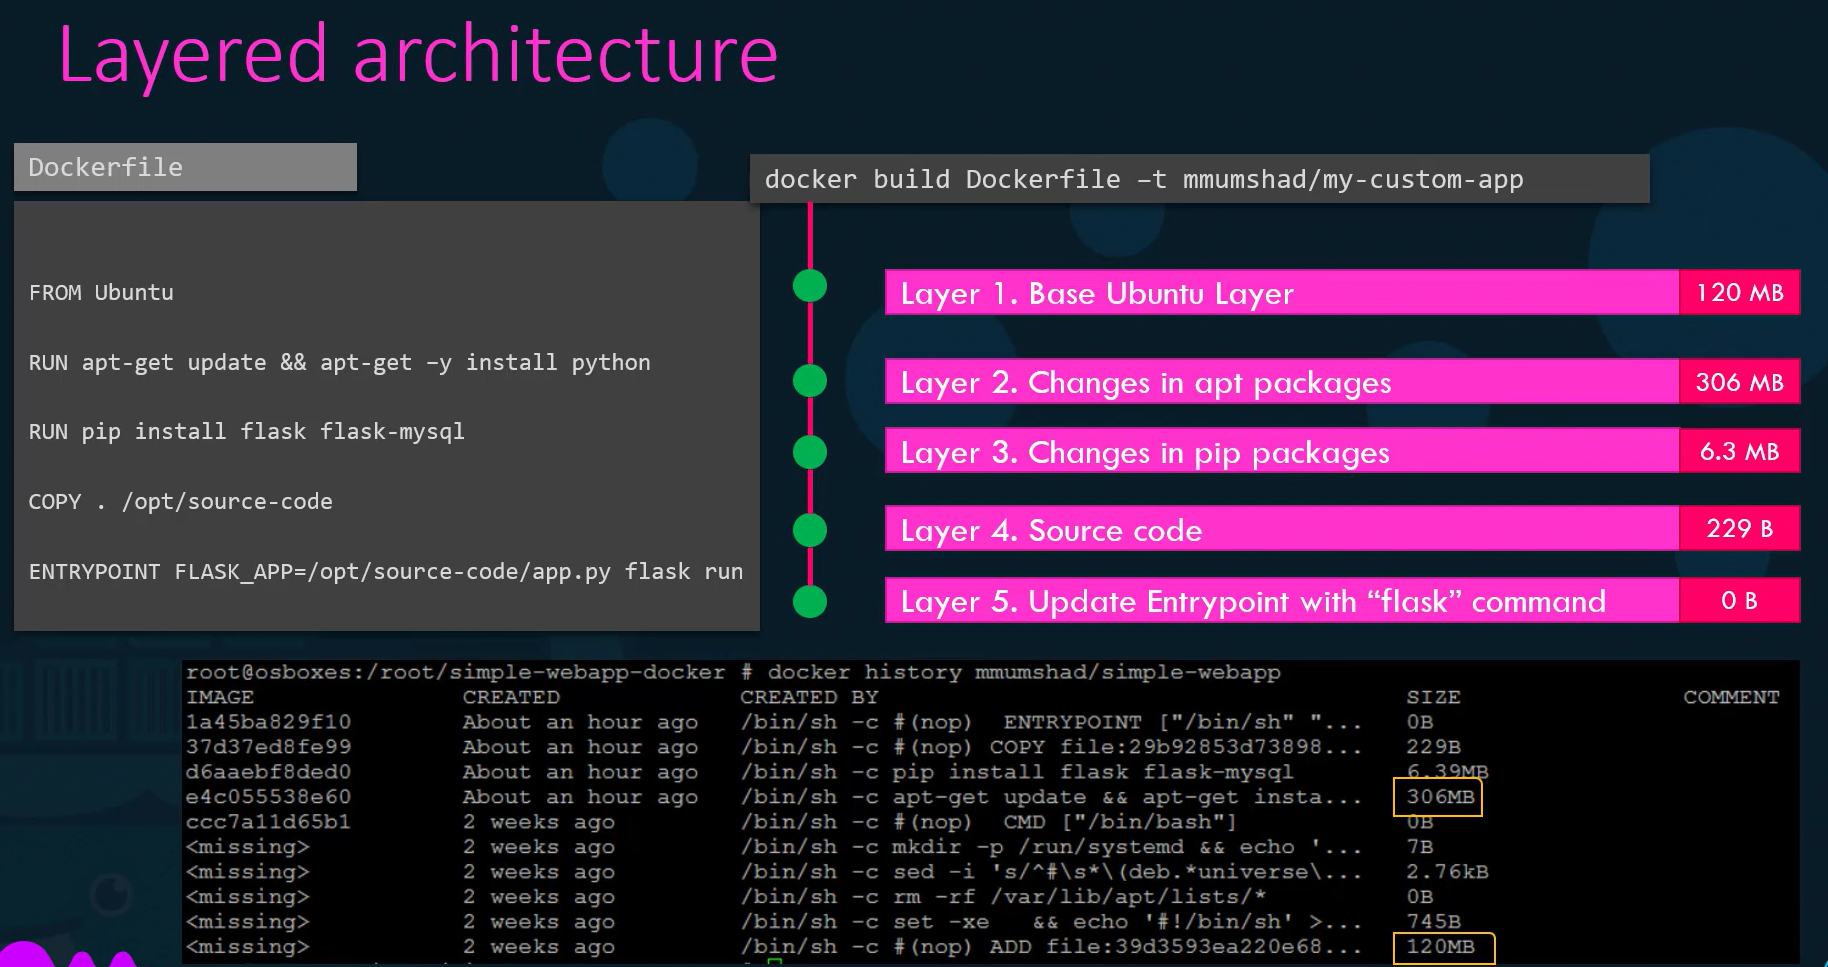 Layered architecture
Dockerfile
FROM Ubuntu
RUN apt-get update && apt-get –y install python
RUN pip install flask flask-mysql
COPY . /opt/source-code
ENTRYPOINT FLASK_APP=/opt/source-code/app.py flask run
docker build Dockerfile –t mmumshad/my-custom-app
Layer 1. Base Ubuntu Layer 120 MB
Layer 2. Changes in apt packages 306 MB
Layer 3. Changes in pip packages 6.3 MB
Layer 4. Source code 229 B
Layer 5. Update Entrypoint with “flask” command 0 B
root@osboxes:/root/simple-webapp-docker # docker history mmumshad/simple-webapp
IMAGE CREATED CREATED BY SIZE COMMENT
1a45ba829f10 About an hour ago /bin/sh -c #(nop) ENTRYPOINT ["/bin/sh" "... 0B
37d37ed8fe99 About an hour ago /bin/sh -c #(nop) COPY file:29b92853d73898... 229B
d6aaebf8ded0 About an hour ago /bin/sh -c pip install flask flask-mysql 6.39MB
e4c055538e60 About an hour ago /bin/sh -c apt-get update && apt-get insta... 306MB
ccc7a11d65b1 2 weeks ago /bin/sh -c #(nop) CMD ["/bin/bash"] 0B
<missing> 2 weeks ago /bin/sh -c mkdir -p /run/systemd && echo '... 7B
<missing> 2 weeks ago /bin/sh -c sed -i 's/^#\s*\(deb.*universe\... 2.76kB
<missing> 2 weeks ago /bin/sh -c rm -rf /var/lib/apt/lists/* 0B
<missing> 2 weeks ago /bin/sh -c set -xe && echo '#!/bin/sh' >... 745B
<missing> 2 weeks ago /bin/sh -c #(nop) ADD file:39d3593ea220e68... 120MB